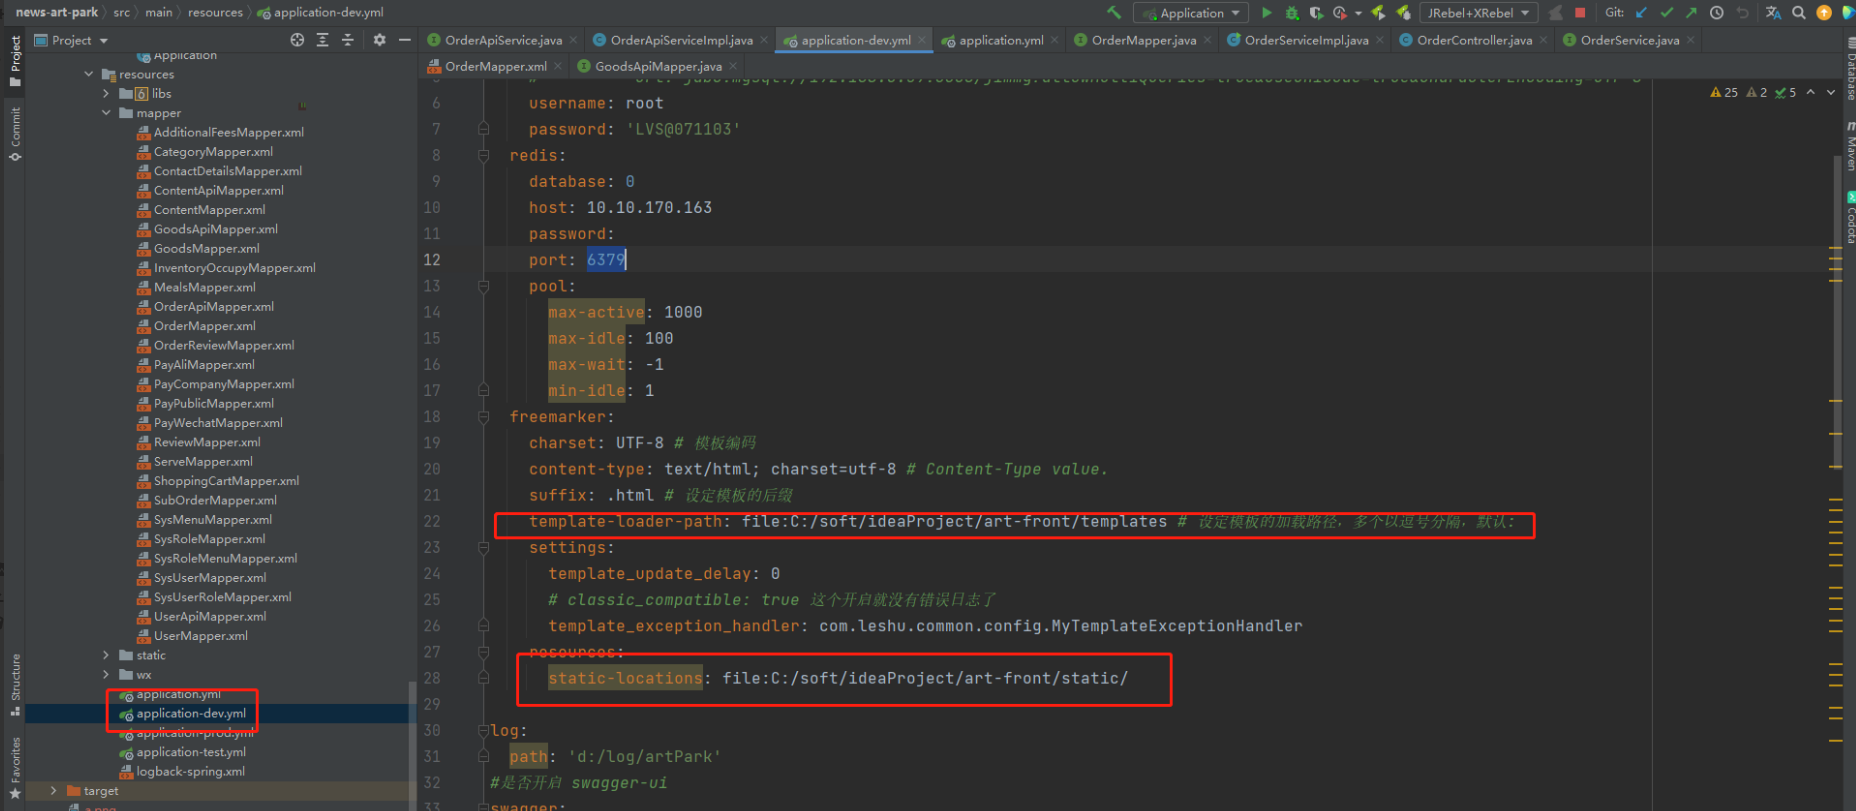 news-art-park › src › main › resources › application-dev.yml
Application
JRebel+XRebel
Git:
Project
OrderApiService.java
OrderApiServiceImpl.java
application-dev.yml
application.yml
OrderMapper.java
OrderServiceImpl.java
OrderController.java
OrderService.java
OrderMapper.xml
GoodsApiMapper.java
Project
Commit
Structure
Favorites
Database
Maven
Codota
25 2 5
Application
resources
libs
mapper
AdditionalFeesMapper.xml
CategoryMapper.xml
ContactDetailsMapper.xml
ContentApiMapper.xml
ContentMapper.xml
GoodsApiMapper.xml
GoodsMapper.xml
InventoryOccupyMapper.xml
MealsMapper.xml
OrderApiMapper.xml
OrderMapper.xml
OrderReviewMapper.xml
PayAliMapper.xml
PayCompanyMapper.xml
PayPublicMapper.xml
PayWechatMapper.xml
ReviewMapper.xml
ServeMapper.xml
ShoppingCartMapper.xml
SubOrderMapper.xml
SysMenuMapper.xml
SysRoleMapper.xml
SysRoleMenuMapper.xml
SysUserMapper.xml
SysUserRoleMapper.xml
UserApiMapper.xml
UserMapper.xml
static
wx
application.yml
application-dev.yml
application-prod.yml
application-test.yml
logback-spring.xml
target
6 username: root
7 password: 'LVS@071103'
8 redis:
9 database: 0
10 host: 10.10.170.163
11 password:
12 port: 6379
13 pool:
14 max-active: 1000
15 max-idle: 100
16 max-wait: -1
17 min-idle: 1
18 freemarker:
19 charset: UTF-8 # 模板编码
20 content-type: text/html; charset=utf-8 # Content-Type value.
21 suffix: .html # 设定模板的后缀
22 template-loader-path: file:C:/soft/ideaProject/art-front/templates # 设定模板的加载路径，多个以逗号分隔，默认:
23 settings:
24 template_update_delay: 0
25 # classic_compatible: true 这个开启就没有错误日志了
26 template_exception_handler: com.leshu.common.config.MyTemplateExceptionHandler
27 resourses:
28 static-locations: file:C:/soft/ideaProject/art-front/static/
29
30 log:
31 path: 'd:/log/artPark'
32 #是否开启 swagger-ui
33 swagger: